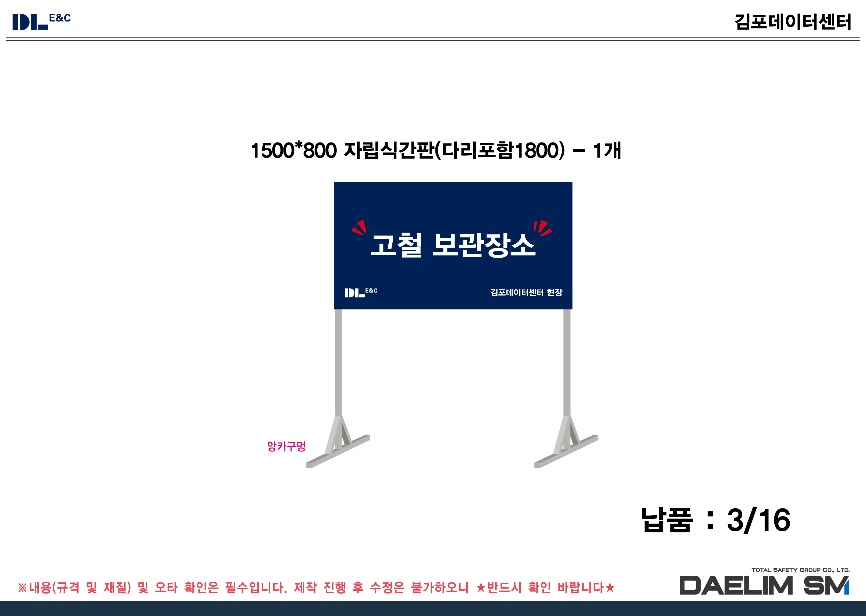 DL E&C
김포데이터센터
1500*800 자립식간판(다리포함1800) - 1개
고철 보관장소
DL E&C
김포데이터센터 현장
앙카구멍
납품 : 3/16
※내용(규격 및 재질) 및 오타 확인은 필수입니다. 제작 진행 후 수정은 불가하오니 ★반드시 확인 바랍니다★
TOTAL SAFETY GROUP CO., LTD.
DAELIM SM